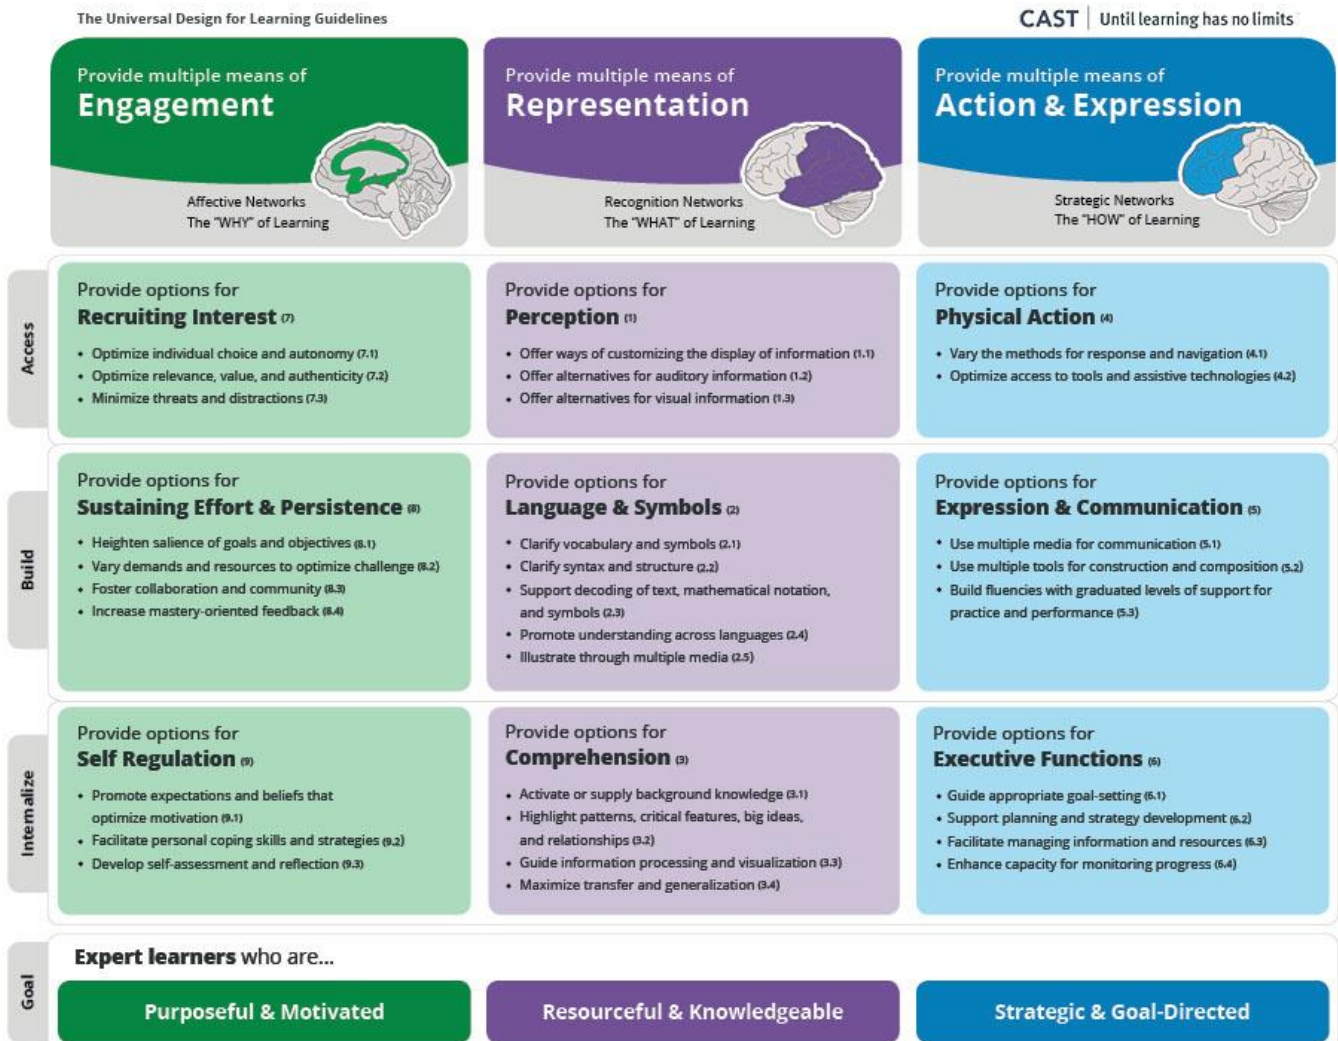 The Universal Design for Learning Guidelines
CAST | Until learning has no limits
Provide multiple means of
Engagement
Affective Networks
The "WHY" of Learning
Provide multiple means of
Representation
Recognition Networks
The "WHAT" of Learning
Provide multiple means of
Action & Expression
Strategic Networks
The "HOW" of Learning
Access
Provide options for
Recruiting Interest (7)
• Optimize individual choice and autonomy (7.1)
• Optimize relevance, value, and authenticity (7.2)
• Minimize threats and distractions (7.3)
Provide options for
Perception (1)
• Offer ways of customizing the display of information (1.1)
• Offer alternatives for auditory information (1.2)
• Offer alternatives for visual information (1.3)
Provide options for
Physical Action (4)
• Vary the methods for response and navigation (4.1)
• Optimize access to tools and assistive technologies (4.2)
Build
Provide options for
Sustaining Effort & Persistence (8)
• Heighten salience of goals and objectives (8.1)
• Vary demands and resources to optimize challenge (8.2)
• Foster collaboration and community (8.3)
• Increase mastery-oriented feedback (8.4)
Provide options for
Language & Symbols (2)
• Clarify vocabulary and symbols (2.1)
• Clarify syntax and structure (2.2)
• Support decoding of text, mathematical notation,
and symbols (2.3)
• Promote understanding across languages (2.4)
• Illustrate through multiple media (2.5)
Provide options for
Expression & Communication (5)
• Use multiple media for communication (5.1)
• Use multiple tools for construction and composition (5.2)
• Build fluencies with graduated levels of support for
practice and performance (5.3)
Internalize
Provide options for
Self Regulation (9)
• Promote expectations and beliefs that
optimize motivation (9.1)
• Facilitate personal coping skills and strategies (9.2)
• Develop self-assessment and reflection (9.3)
Provide options for
Comprehension (3)
• Activate or supply background knowledge (3.1)
• Highlight patterns, critical features, big ideas,
and relationships (3.2)
• Guide information processing and visualization (3.3)
• Maximize transfer and generalization (3.4)
Provide options for
Executive Functions (6)
• Guide appropriate goal-setting (6.1)
• Support planning and strategy development (6.2)
• Facilitate managing information and resources (6.3)
• Enhance capacity for monitoring progress (6.4)
Goal
Expert learners who are...
Purposeful & Motivated
Resourceful & Knowledgeable
Strategic & Goal-Directed